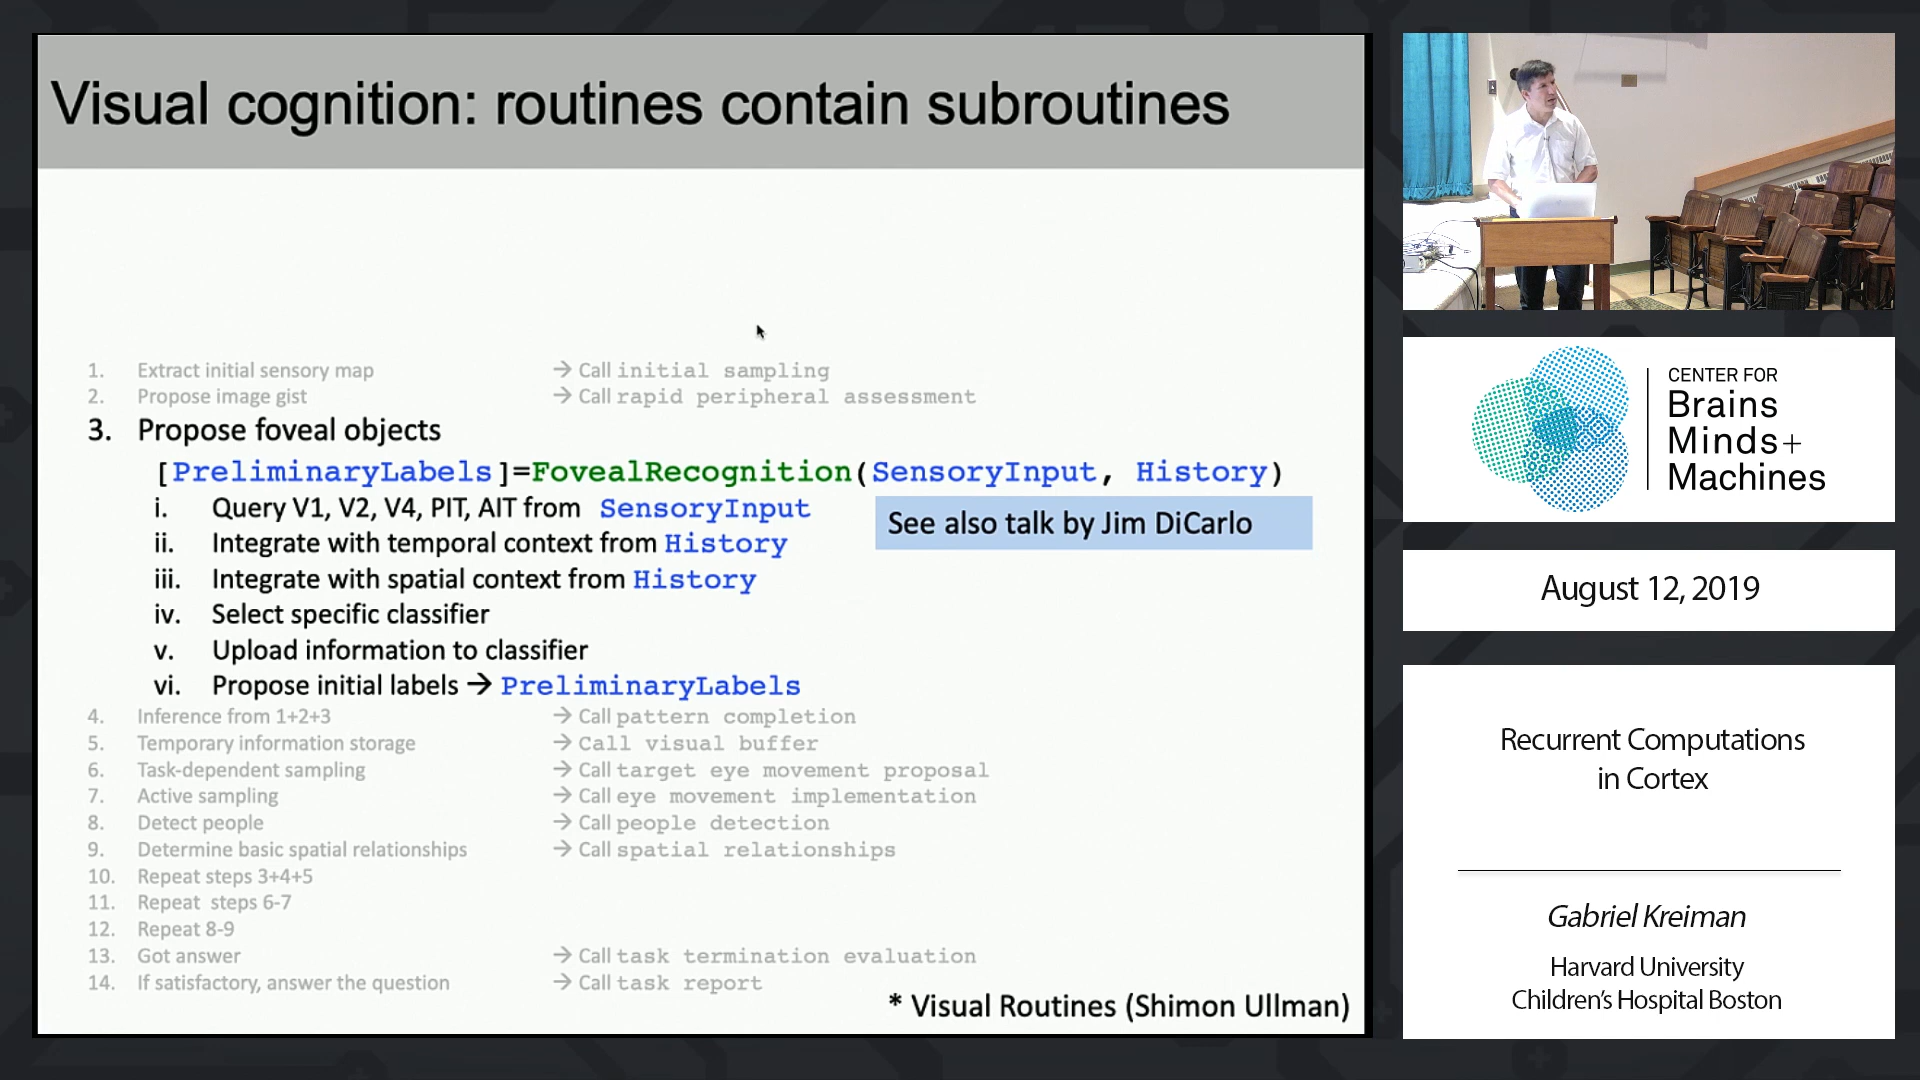 Visual cognition: routines contain subroutines
1. Extract initial sensory map → Call initial sampling
2. Propose image gist → Call rapid peripheral assessment
3. Propose foveal objects
[PreliminaryLabels]=FovealRecognition(SensoryInput, History)
i. Query V1, V2, V4, PIT, AIT from SensoryInput
See also talk by Jim DiCarlo
ii. Integrate with temporal context from History
iii. Integrate with spatial context from History
iv. Select specific classifier
v. Upload information to classifier
vi. Propose initial labels → PreliminaryLabels
4. Inference from 1+2+3 → Call pattern completion
5. Temporary information storage → Call visual buffer
6. Task-dependent sampling → Call target eye movement proposal
7. Active sampling → Call eye movement implementation
8. Detect people → Call people detection
9. Determine basic spatial relationships → Call spatial relationships
10. Repeat steps 3+4+5
11. Repeat steps 6-7
12. Repeat 8-9
13. Got answer → Call task termination evaluation
14. If satisfactory, answer the question → Call task report
* Visual Routines (Shimon Ullman)
CENTER FOR
Brains
Minds+
Machines
August 12, 2019
Recurrent Computations
in Cortex
Gabriel Kreiman
Harvard University
Children's Hospital Boston